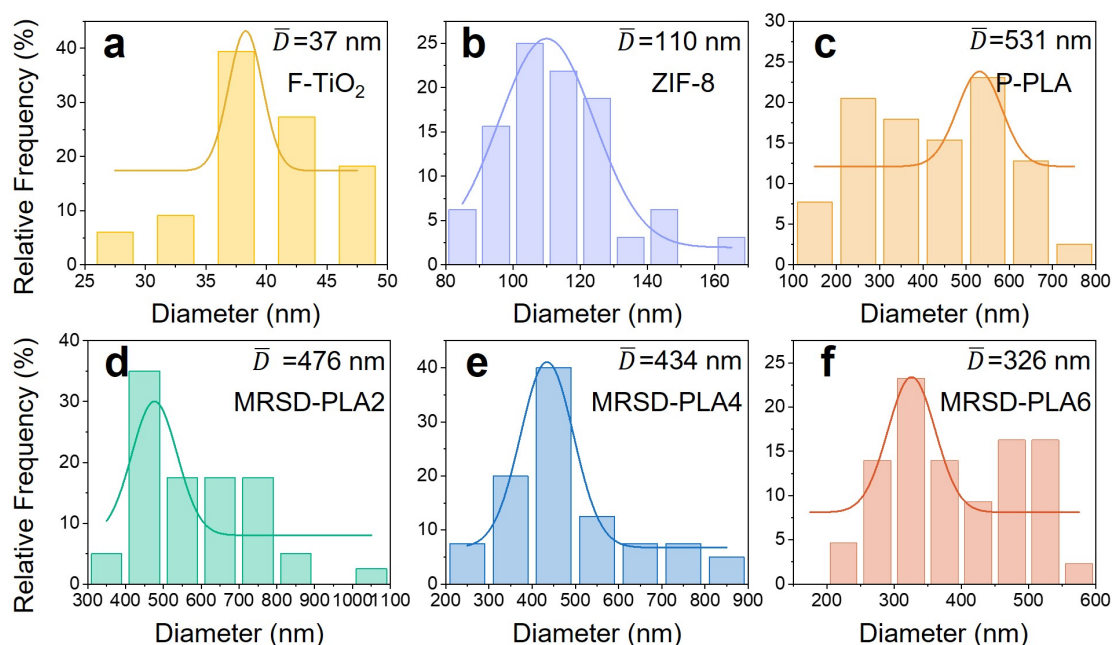 a
D̅=37 nm
F-TiO₂
Relative Frequency (%)
40
30
20
10
0
25 30 35 40 45 50
Diameter (nm)
b
D̅=110 nm
ZIF-8
25
20
15
10
5
0
80 100 120 140 160
Diameter (nm)
c
D̅=531 nm
P-PLA
30
25
20
15
10
5
0
100 200 300 400 500 600 700 800
Diameter (nm)
d
D̅ =476 nm
MRSD-PLA2
Relative Frequency (%)
40
30
20
10
0
300 400 500 600 700 800 900 1000 1100
Diameter (nm)
e
D̅=434 nm
MRSD-PLA4
40
30
20
10
0
200 300 400 500 600 700 800 900
Diameter (nm)
f
D̅=326 nm
MRSD-PLA6
25
20
15
10
5
0
200 300 400 500 600
Diameter (nm)